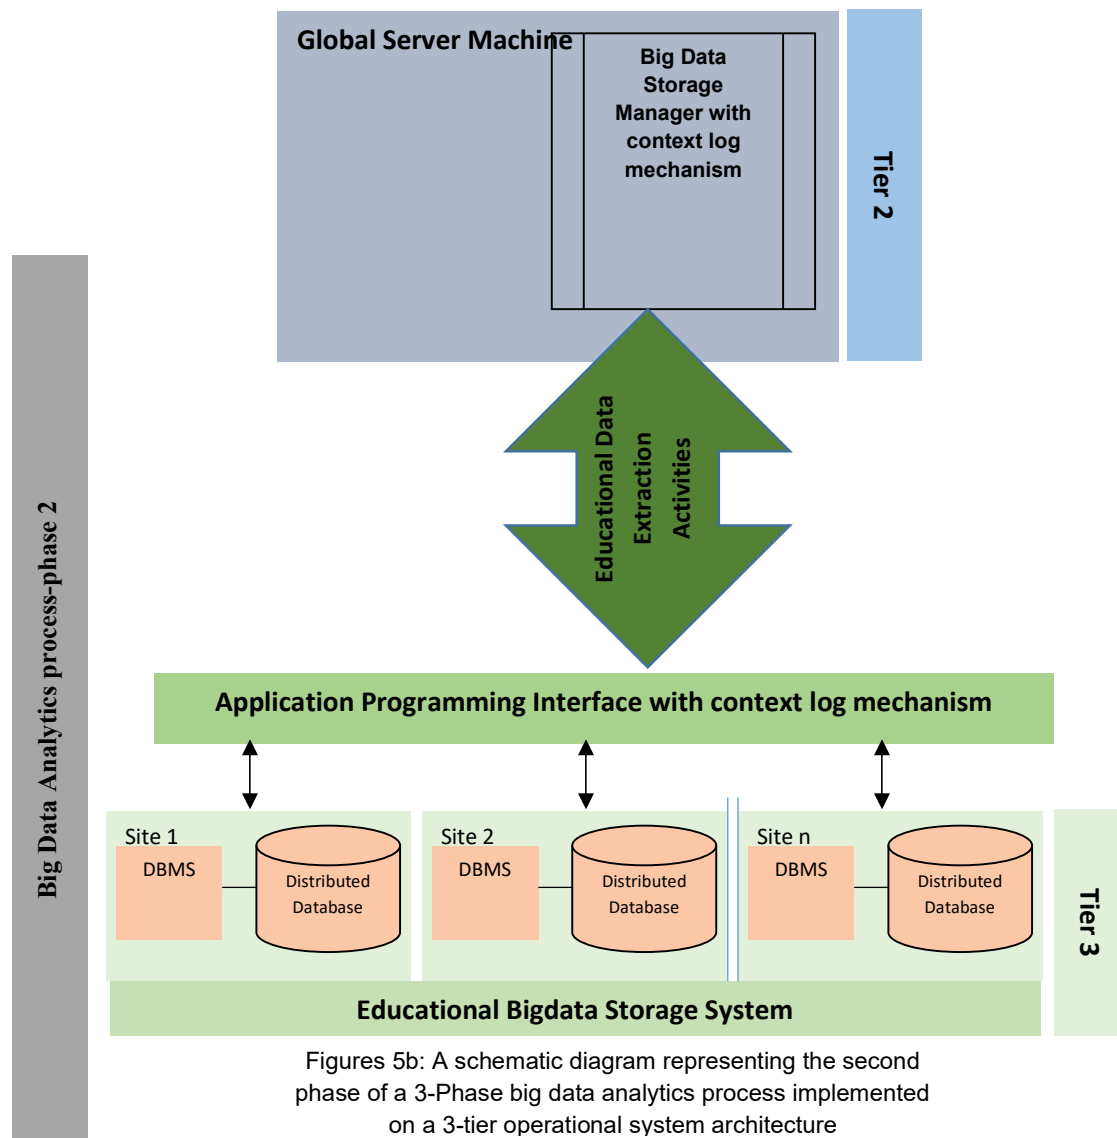 Global Server Machine
Big Data
Storage
Manager with
context log
mechanism
Tier 2
Big Data Analytics process-phase 2
Educational Data
Extraction
Activities
Application Programming Interface with context log mechanism
Site 1
DBMS
Distributed
Database
Site 2
DBMS
Distributed
Database
Site n
DBMS
Distributed
Database
Tier 3
Educational Bigdata Storage System
Figures 5b: A schematic diagram representing the second
phase of a 3-Phase big data analytics process implemented
on a 3-tier operational system architecture